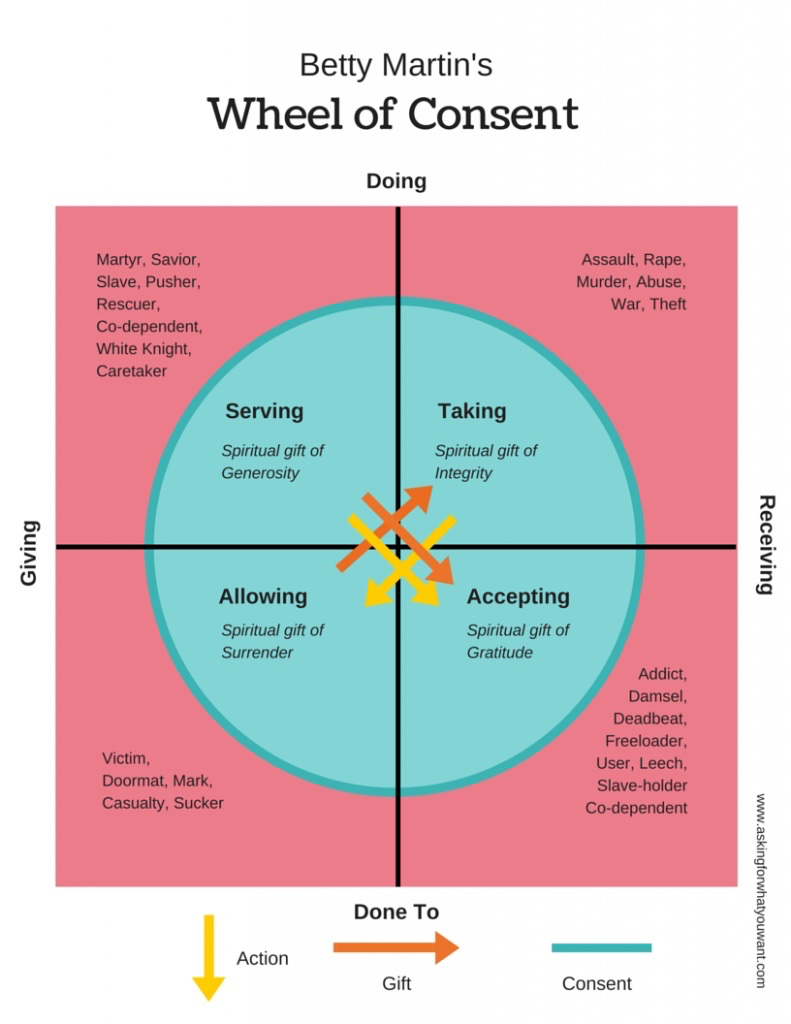 Betty Martin's
Wheel of Consent
Doing
Martyr, Savior,
Slave, Pusher,
Rescuer,
Co-dependent,
White Knight,
Caretaker
Assault, Rape,
Murder, Abuse,
War, Theft
Serving
Spiritual gift of
Generosity
Taking
Spiritual gift of
Integrity
Giving
Receiving
Allowing
Spiritual gift of
Surrender
Accepting
Spiritual gift of
Gratitude
Victim,
Doormat, Mark,
Casualty, Sucker
Addict,
Damsel,
Deadbeat,
Freeloader,
User, Leech,
Slave-holder
Co-dependent
www.askingforwhatyouwant.com
Done To
Action
Gift
Consent